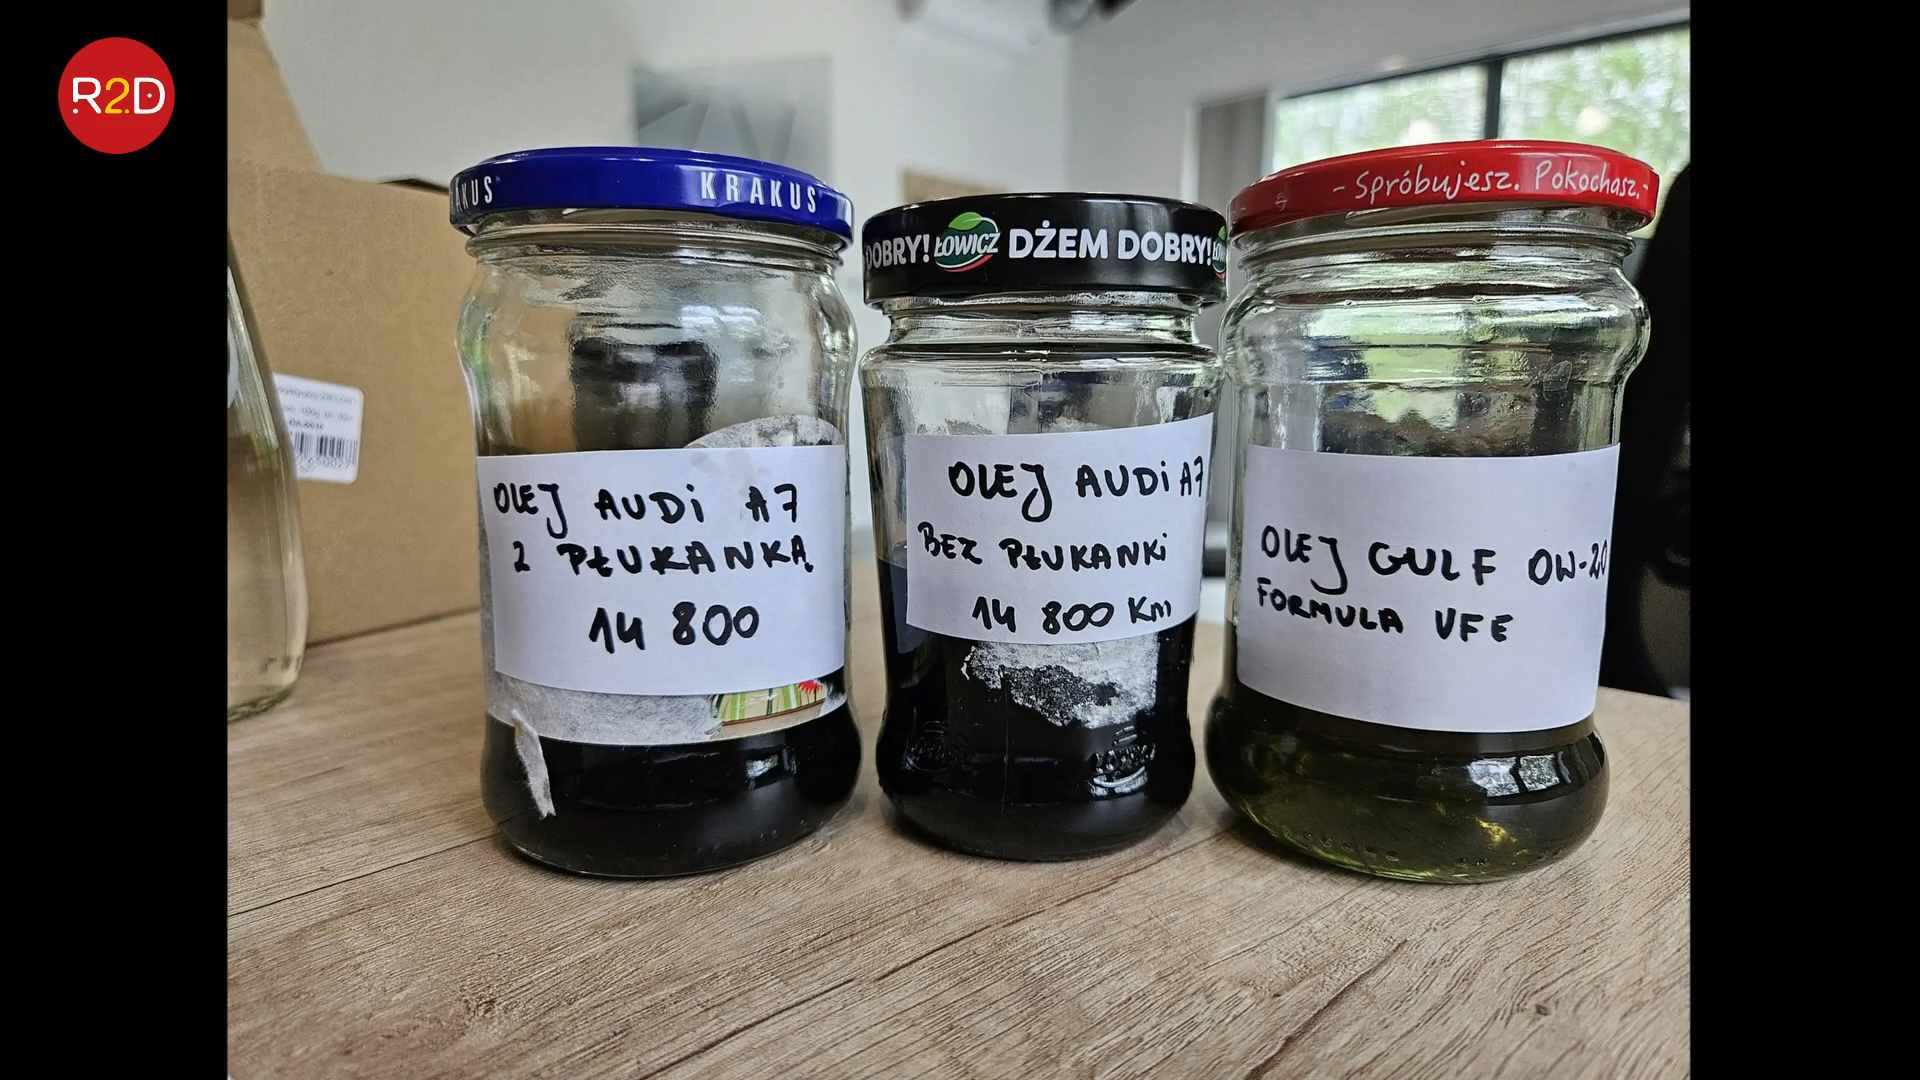 R2D
KRAKUS
DOBRY! ŁOWICZ DŻEM DOBRY!
- Spróbujesz. Pokochasz. -
OLEJ AUDi A7
Z PŁUKANKĄ
14 800
OLEJ AUDi A7
BEZ PŁUKANKi
14 800 Km
OLEJ GULF 0W-20
FORMULA VFE